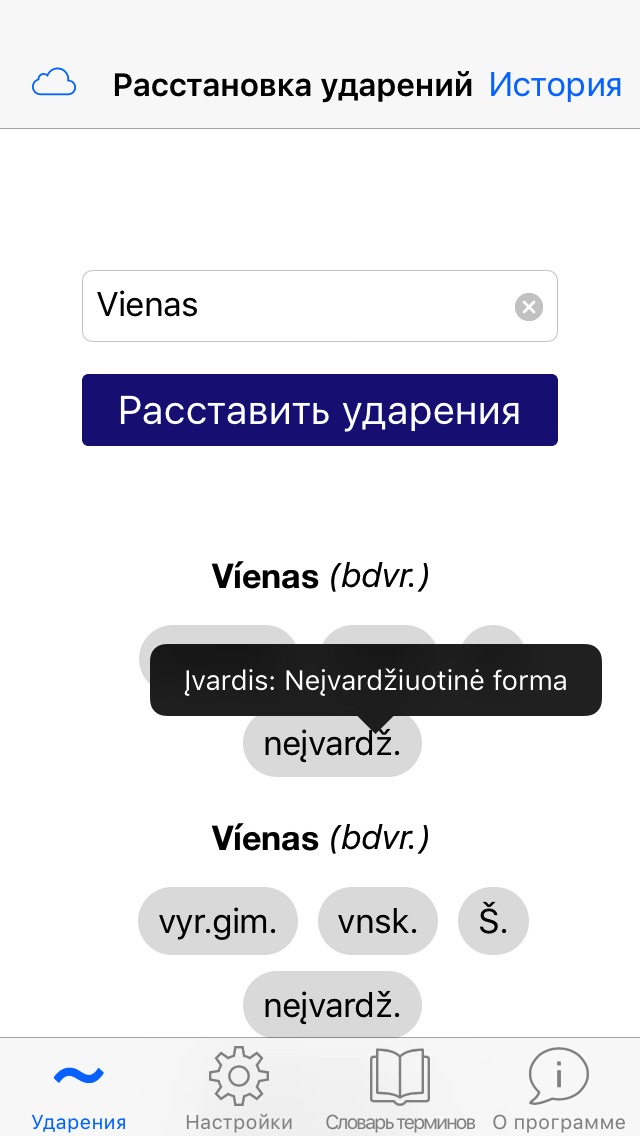 Расстановка ударений История
Vienas
Расставить ударения
Víenas (bdvr.)
Įvardis: Neįvardžiuotinė forma
neįvardž.
Víenas (bdvr.)
vyr.gim. vnsk. Š.
neįvardž.
Ударения Настройки Словарь терминов О программе